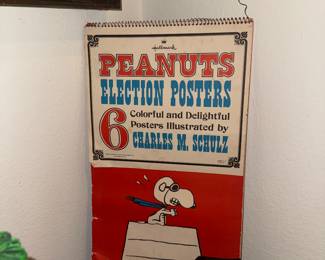 Hallmark
PEANUTS
ELECTION POSTERS
6 Colorful and Delightful
Posters Illustrated by
CHARLES M. SCHULZ